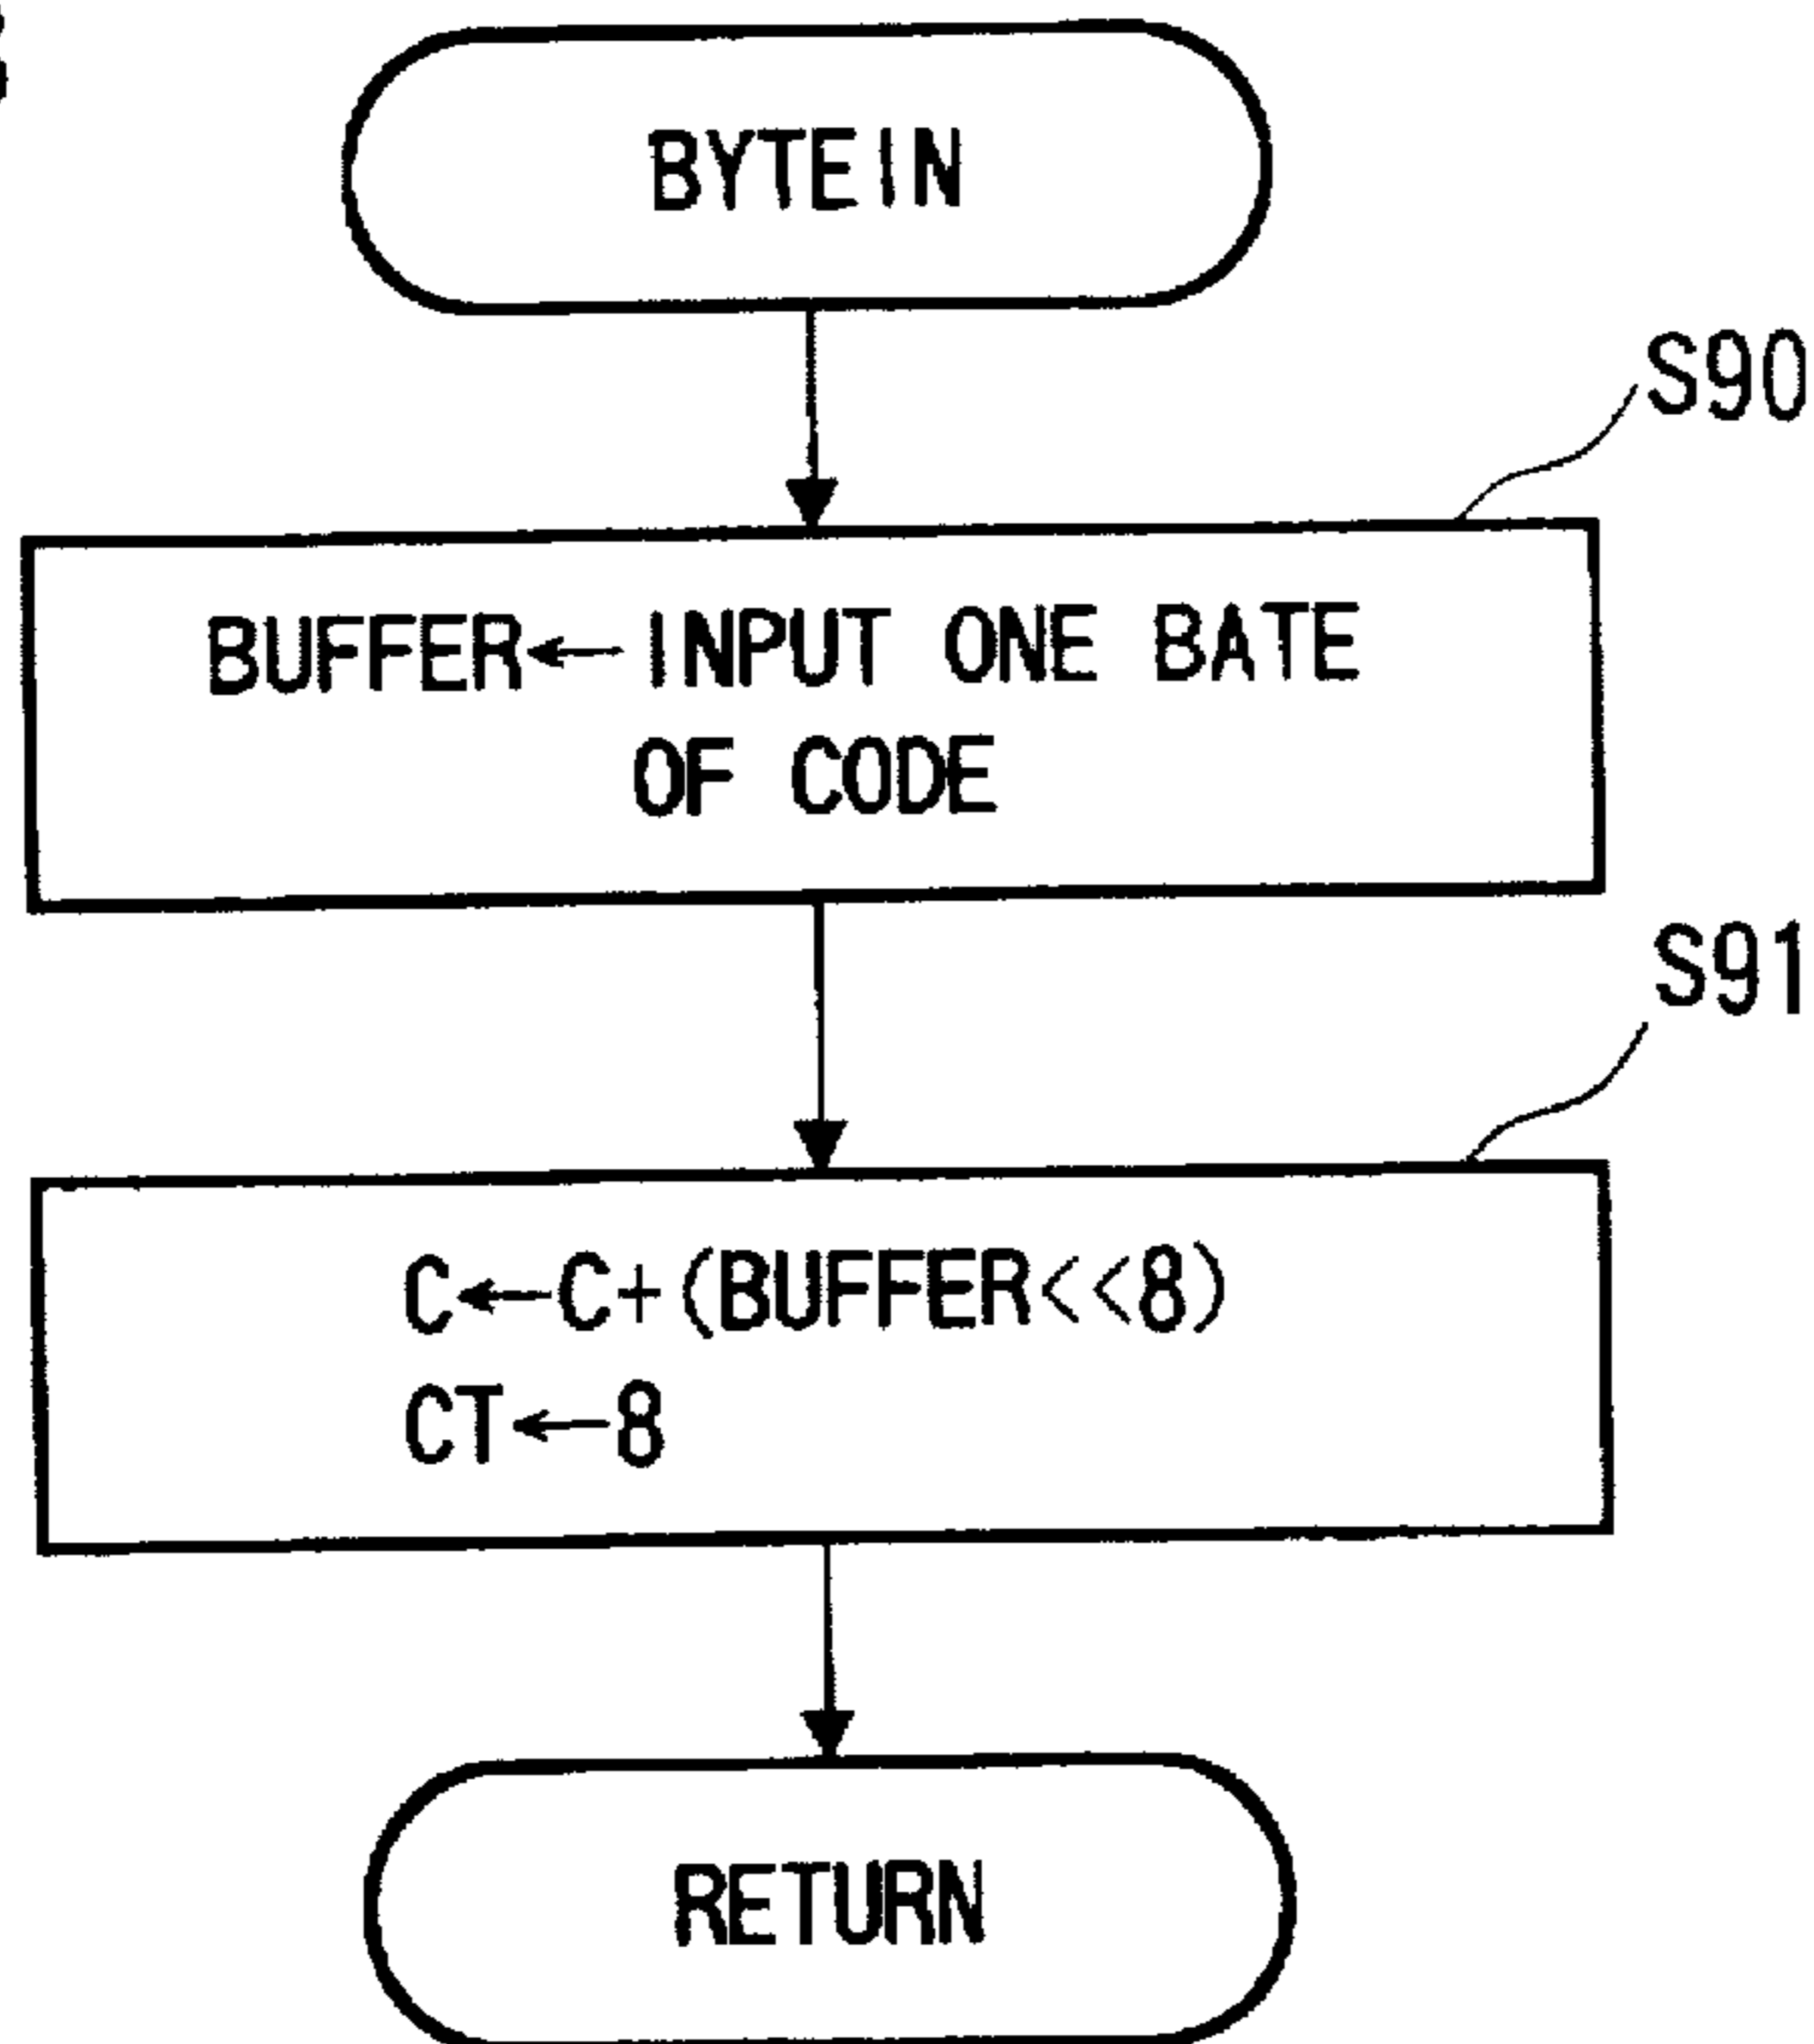 BYTEIN
S90
BUFFER←INPUT ONE BATE
OF CODE
S91
C←C+(BUFFER<<8)
CT←8
RETURN